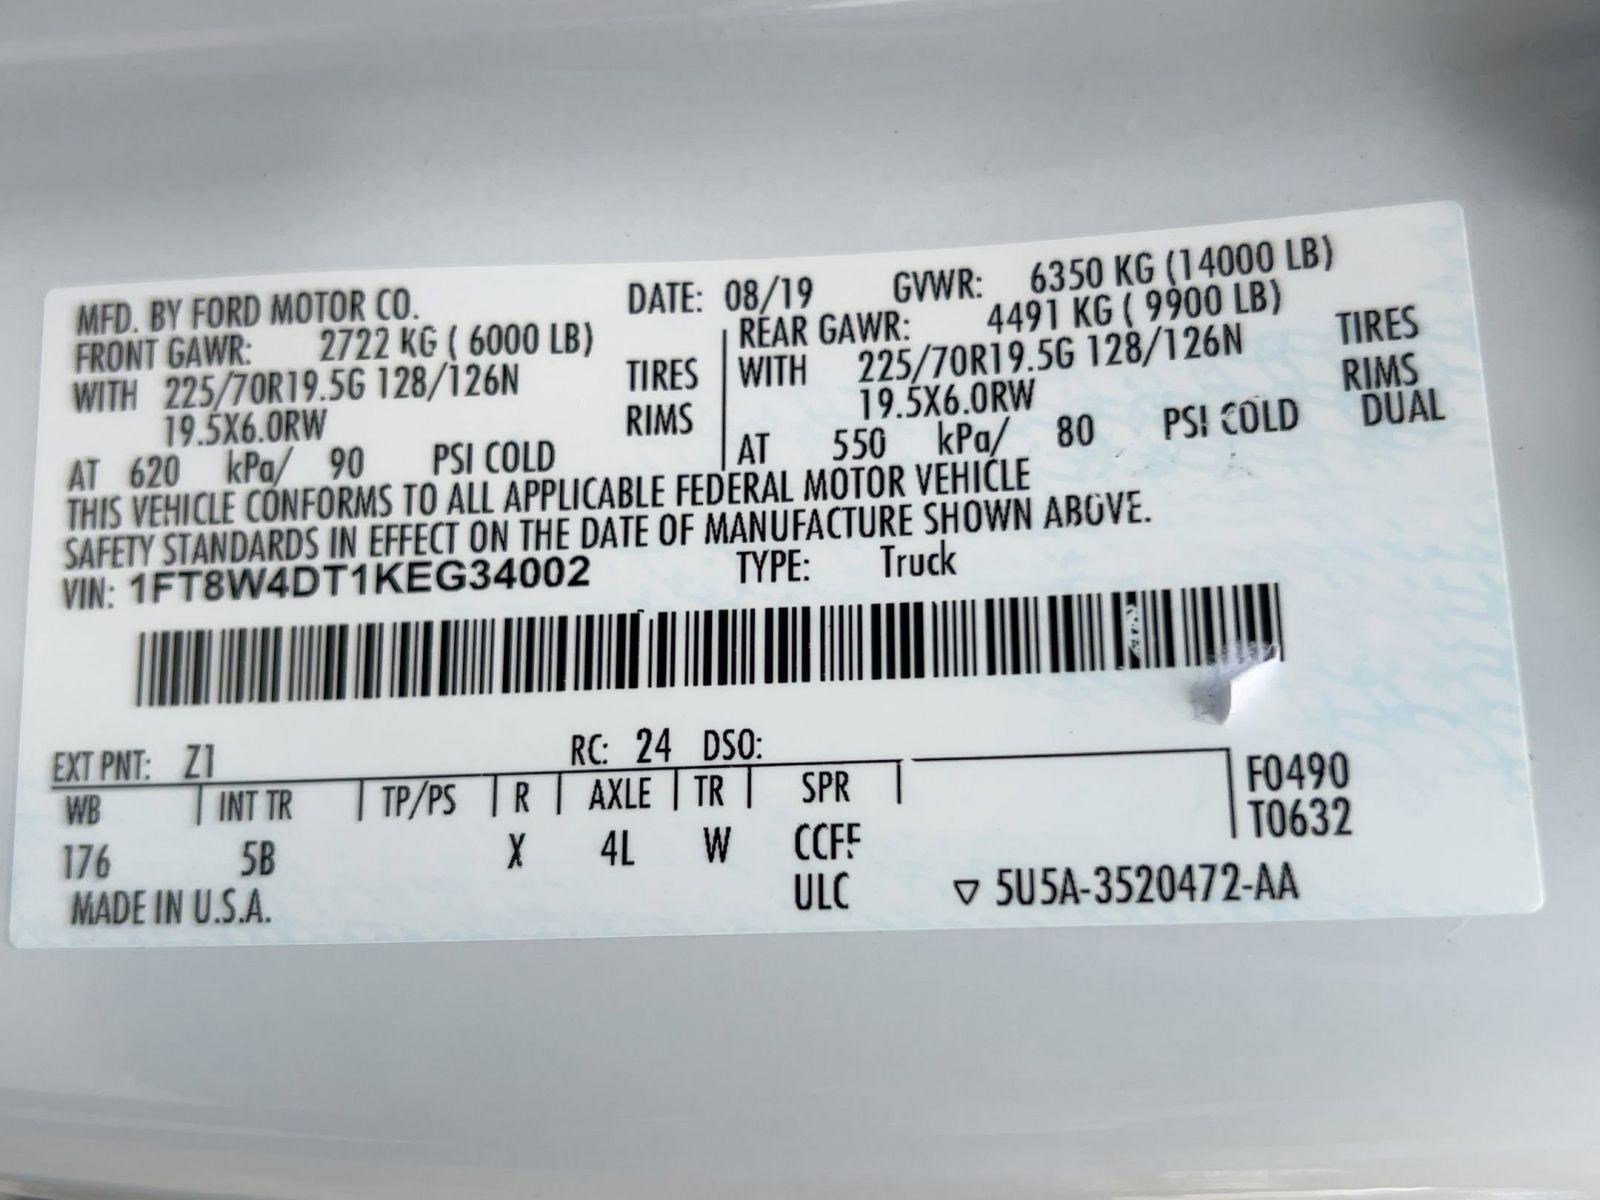 MFD. BY FORD MOTOR CO. DATE: 08/19 GVWR: 6350 KG (14000 LB)
FRONT GAWR: 2722 KG ( 6000 LB) REAR GAWR: 4491 KG ( 9900 LB)
WITH 225/70R19.5G 128/126N TIRES WITH 225/70R19.5G 128/126N TIRES
19.5X6.0RW RIMS 19.5X6.0RW RIMS
AT 620 kPa/ 90 PSI COLD AT 550 kPa/ 80 PSI COLD DUAL
THIS VEHICLE CONFORMS TO ALL APPLICABLE FEDERAL MOTOR VEHICLE
SAFETY STANDARDS IN EFFECT ON THE DATE OF MANUFACTURE SHOWN ABOVE.
VIN: 1FT8W4DT1KEG34002 TYPE: Truck
EXT PNT: Z1 RC: 24 DSO:
WB INT TR TP/PS R AXLE TR SPR F0490
T0632
176 5B X 4L W CCFF
MADE IN U.S.A. ULC ▽ 5U5A-3520472-AA